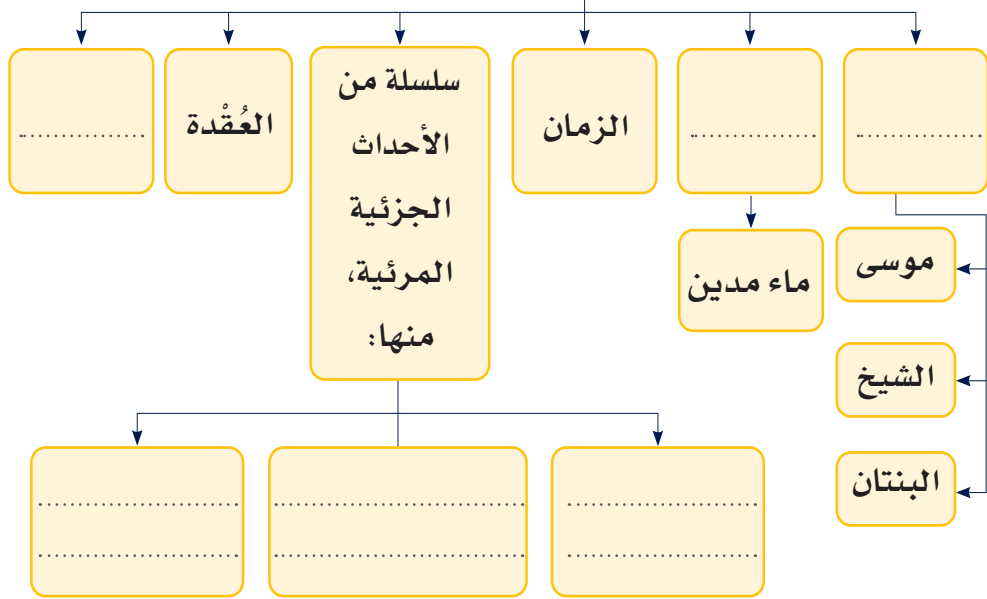 الزمان
سلسلة من
الأحداث
الجزئية
المرئية،
منها:
العُقْدة
ماء مدين
موسى
الشيخ
البنتان